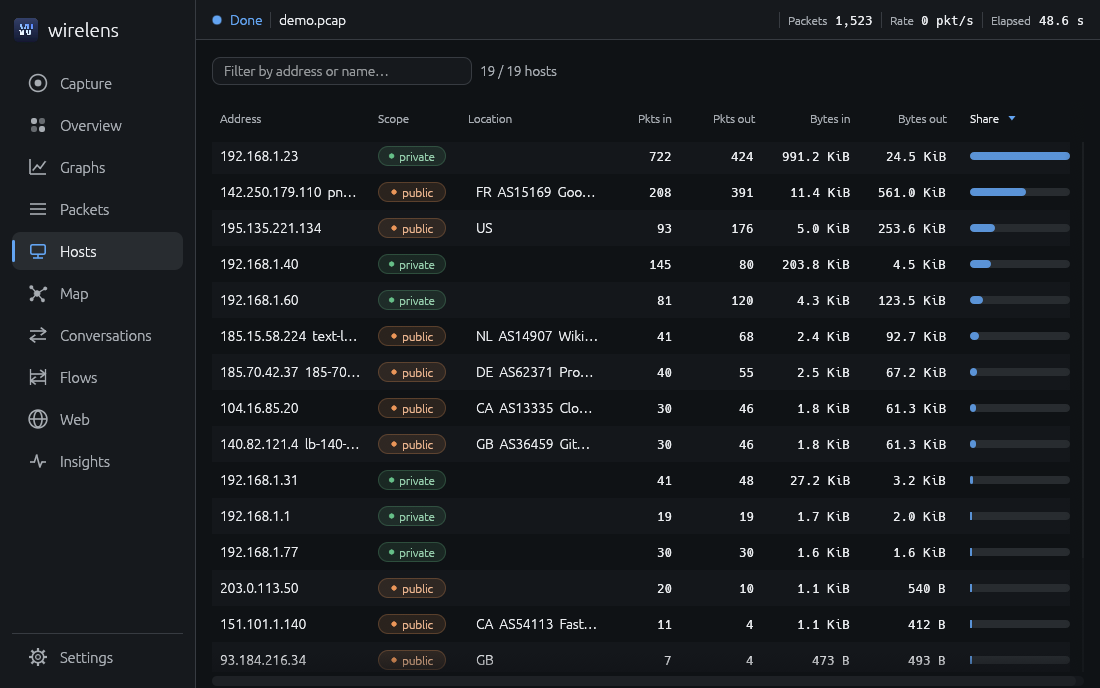 wirelens
Done demo.pcap Packets 1,523 Rate 0 pkt/s Elapsed 48.6 s
Capture
Overview
Graphs
Packets
Hosts
Map
Conversations
Flows
Web
Insights
Settings
Filter by address or name… 19 / 19 hosts
Address Scope Location Pkts in Pkts out Bytes in Bytes out Share
192.168.1.23 private 722 424 991.2 KiB 24.5 KiB
142.250.179.110 pn… public FR AS15169 Goo… 208 391 11.4 KiB 561.0 KiB
195.135.221.134 public US 93 176 5.0 KiB 253.6 KiB
192.168.1.40 private 145 80 203.8 KiB 4.5 KiB
192.168.1.60 private 81 120 4.3 KiB 123.5 KiB
185.15.58.224 text-l… public NL AS14907 Wiki… 41 68 2.4 KiB 92.7 KiB
185.70.42.37 185-70… public DE AS62371 Pro… 40 55 2.5 KiB 67.2 KiB
104.16.85.20 public CA AS13335 Clo… 30 46 1.8 KiB 61.3 KiB
140.82.121.4 lb-140-… public GB AS36459 Git… 30 46 1.8 KiB 61.3 KiB
192.168.1.31 private 41 48 27.2 KiB 3.2 KiB
192.168.1.1 private 19 19 1.7 KiB 2.0 KiB
192.168.1.77 private 30 30 1.6 KiB 1.6 KiB
203.0.113.50 public 20 10 1.1 KiB 540 B
151.101.1.140 public CA AS54113 Fast… 11 4 1.1 KiB 412 B
93.184.216.34 public GB 7 4 473 B 493 B